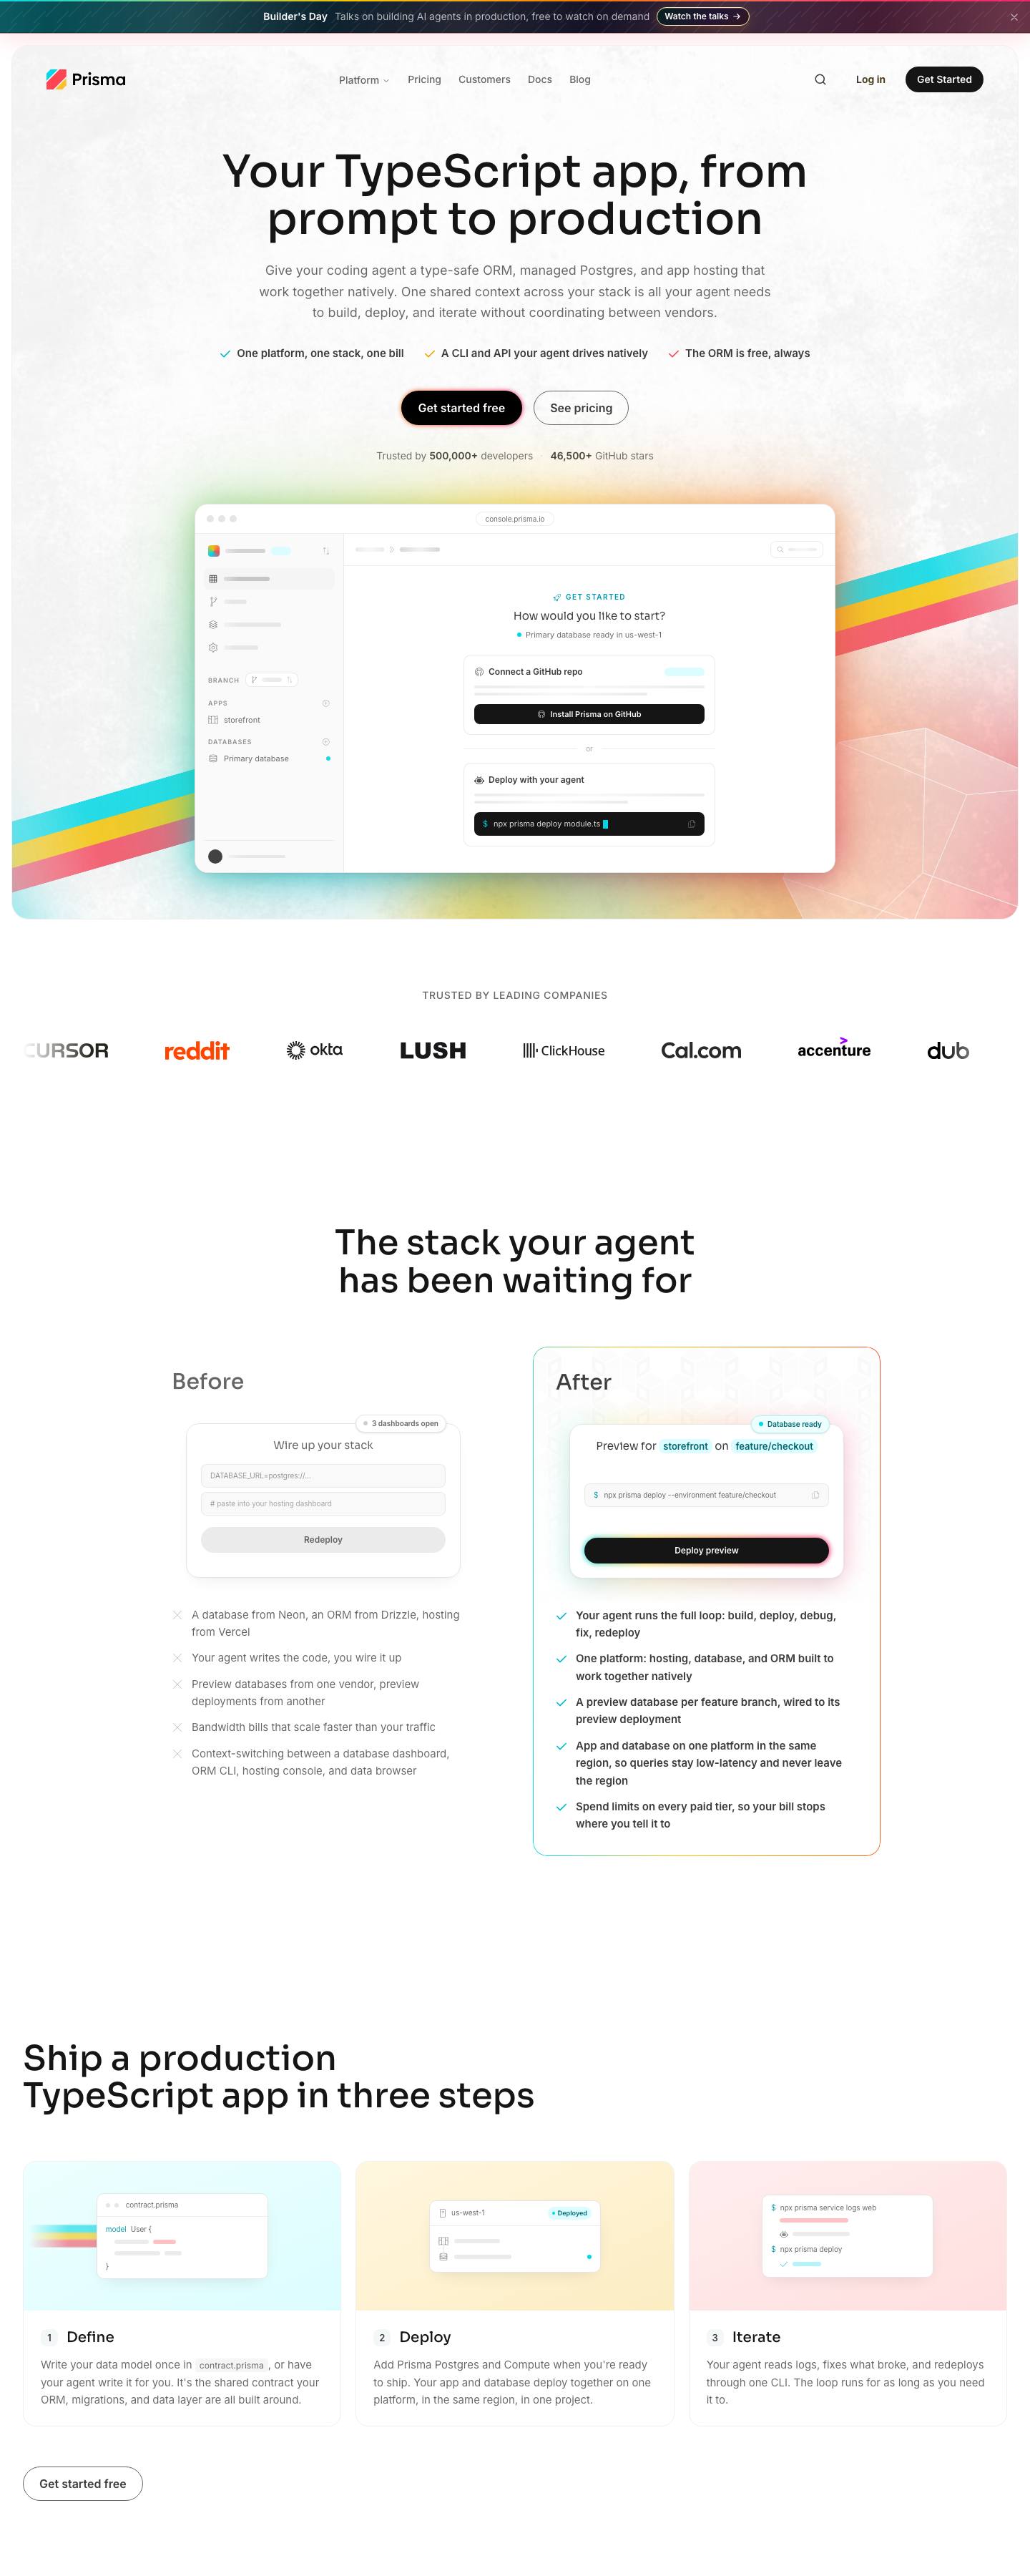 Builder's Day Talks on building AI agents in production, free to watch on demand Watch the talks →
Prisma
Platform Pricing Customers Docs Blog
Log in Get Started
Your TypeScript app, from
prompt to production
Give your coding agent a type-safe ORM, managed Postgres, and app hosting that
work together natively. One shared context across your stack is all your agent needs
to build, deploy, and iterate without coordinating between vendors.
One platform, one stack, one bill
A CLI and API your agent drives natively
The ORM is free, always
Get started free See pricing
Trusted by 500,000+ developers 46,500+ GitHub stars
console.prisma.io
BRANCH
APPS
storefront
DATABASES
Primary database
GET STARTED
How would you like to start?
Primary database ready in us-west-1
Connect a GitHub repo
Install Prisma on GitHub
or
Deploy with your agent
$ npx prisma deploy module.ts
TRUSTED BY LEADING COMPANIES
CURSOR reddit okta LUSH ClickHouse Cal.com accenture dub
The stack your agent
has been waiting for
Before
3 dashboards open
Wire up your stack
DATABASE_URL=postgres://...
# paste into your hosting dashboard
Redeploy
A database from Neon, an ORM from Drizzle, hosting
from Vercel
Your agent writes the code, you wire it up
Preview databases from one vendor, preview
deployments from another
Bandwidth bills that scale faster than your traffic
Context-switching between a database dashboard,
ORM CLI, hosting console, and data browser
After
Database ready
Preview for storefront on feature/checkout
$ npx prisma deploy --environment feature/checkout
Deploy preview
Your agent runs the full loop: build, deploy, debug,
fix, redeploy
One platform: hosting, database, and ORM built to
work together natively
A preview database per feature branch, wired to its
preview deployment
App and database on one platform in the same
region, so queries stay low-latency and never leave
the region
Spend limits on every paid tier, so your bill stops
where you tell it to
Ship a production
TypeScript app in three steps
contract.prisma
model User {
}
1 Define
Write your data model once in contract.prisma, or have
your agent write it for you. It's the shared contract your
ORM, migrations, and data layer are all built around.
us-west-1 Deployed
2 Deploy
Add Prisma Postgres and Compute when you're ready
to ship. Your app and database deploy together on one
platform, in the same region, in one project.
$ npx prisma service logs web
$ npx prisma deploy
3 Iterate
Your agent reads logs, fixes what broke, and redeploys
through one CLI. The loop runs for as long as you need
it to.
Get started free